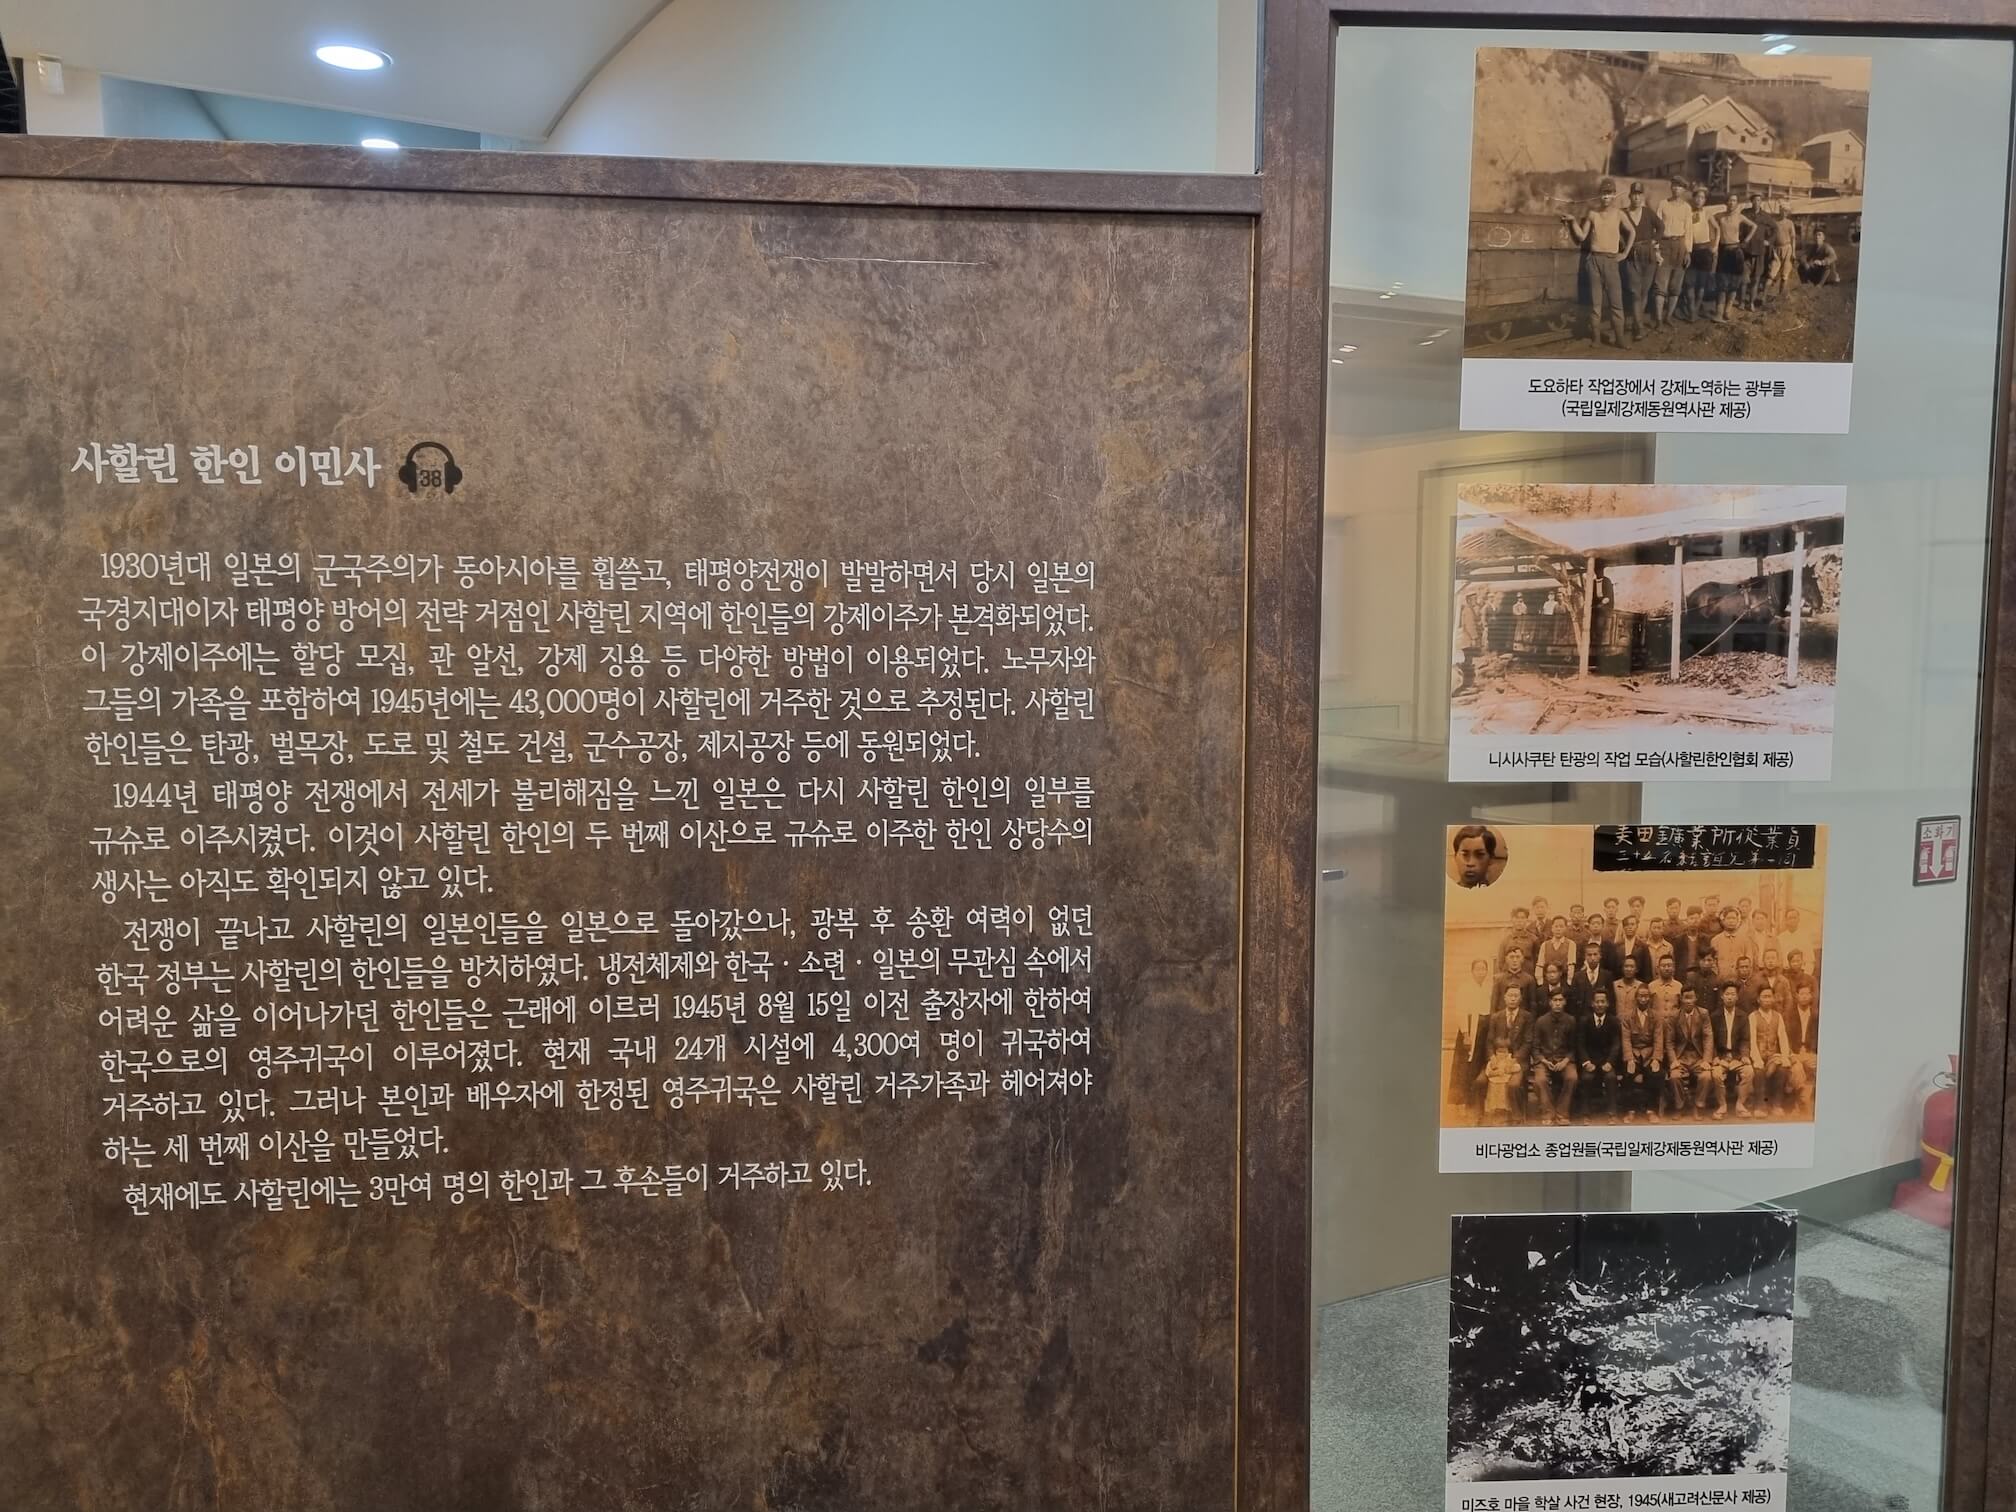 사할린 한인 이민사
38
1930년대 일본의 군국주의가 동아시아를 휩쓸고, 태평양전쟁이 발발하면서 당시 일본의
국경지대이자 태평양 방어의 전략 거점인 사할린 지역에 한인들의 강제이주가 본격화되었다.
이 강제이주에는 할당 모집, 관 알선, 강제 징용 등 다양한 방법이 이용되었다. 노무자와
그들의 가족을 포함하여 1945년에는 43,000명이 사할린에 거주한 것으로 추정된다. 사할린
한인들은 탄광, 벌목장, 도로 및 철도 건설, 군수공장, 제지공장 등에 동원되었다.
1944년 태평양 전쟁에서 전세가 불리해짐을 느낀 일본은 다시 사할린 한인의 일부를
규슈로 이주시켰다. 이것이 사할린 한인의 두 번째 이산으로 규슈로 이주한 한인 상당수의
생사는 아직도 확인되지 않고 있다.
전쟁이 끝나고 사할린의 일본인들을 일본으로 돌아갔으나, 광복 후 송환 여력이 없던
한국 정부는 사할린의 한인들을 방치하였다. 냉전체제와 한국·소련·일본의 무관심 속에서
어려운 삶을 이어나가던 한인들은 근래에 이르러 1945년 8월 15일 이전 출장자에 한하여
한국으로의 영주귀국이 이루어졌다. 현재 국내 24개 시설에 4,300여 명이 귀국하여
거주하고 있다. 그러나 본인과 배우자에 한정된 영주귀국은 사할린 거주가족과 헤어져야
하는 세 번째 이산을 만들었다.
현재에도 사할린에는 3만여 명의 한인과 그 후손들이 거주하고 있다.
도요하타 작업장에서 강제노역하는 광부들
(국립일제강제동원역사관 제공)
니시사쿠탄 탄광의 작업 모습(사할린한인협회 제공)
美田鑛業所從業員
비다광업소 종업원들(국립일제강제동원역사관 제공)
미즈호 마을 학살 사건 현장, 1945(새고려신문사 제공)
소화기